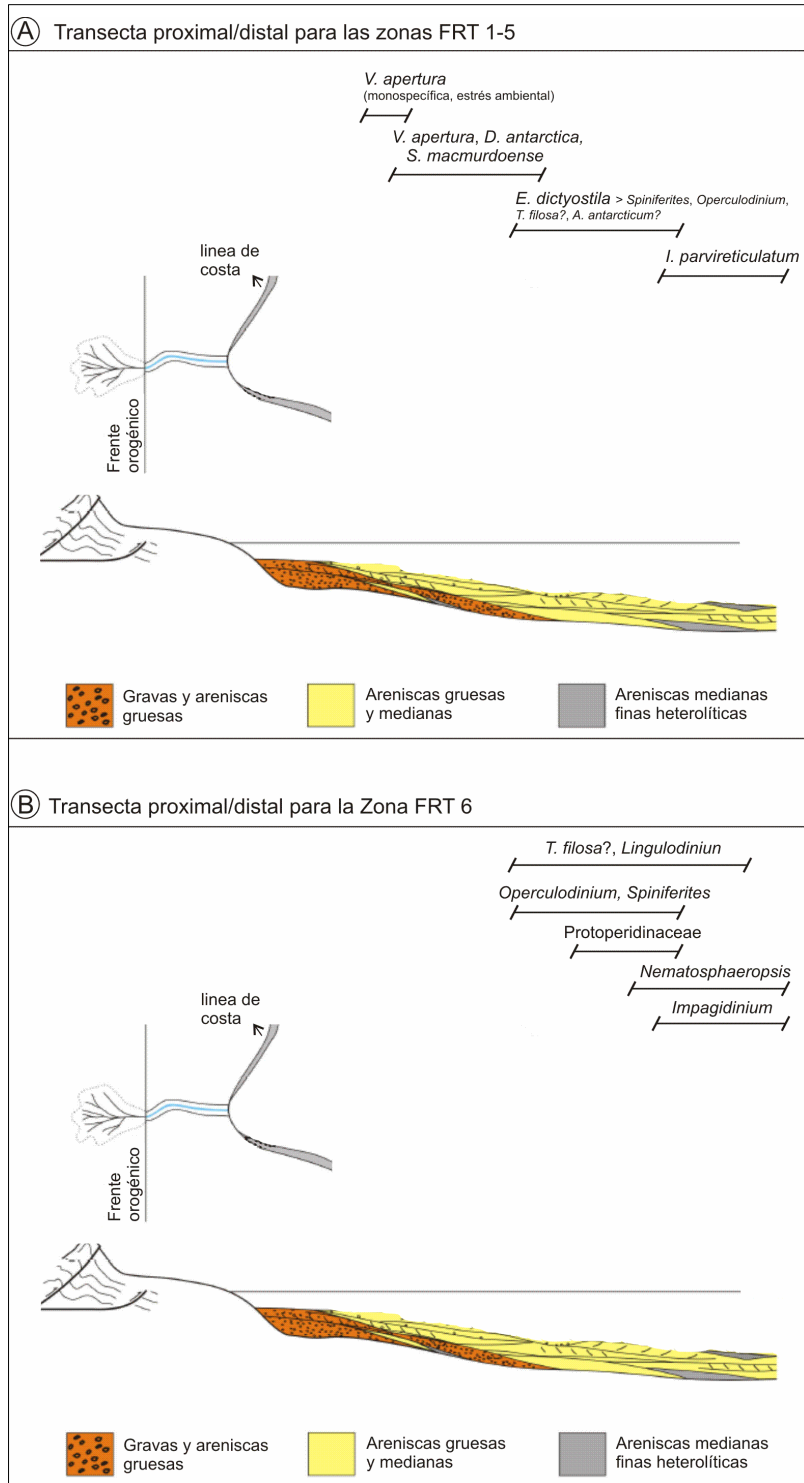 A Transecta proximal/distal para las zonas FRT 1-5
V. apertura
(monospecífica, estrés ambiental)
V. apertura, D. antarctica,
S. macmurdoense
E. dictyostila > Spiniferites, Operculodinium,
T. filosa?, A. antarcticum?
I. parvireticulatum
linea de
costa
Frente
orogénico
Gravas y areniscas
gruesas
Areniscas gruesas
y medianas
Areniscas medianas
finas heterolíticas
B Transecta proximal/distal para la Zona FRT 6
T. filosa?, Lingulodiniun
Operculodinium, Spiniferites
Protoperidinaceae
Nematosphaeropsis
Impagidinium
linea de
costa
Frente
orogénico
Gravas y areniscas
gruesas
Areniscas gruesas
y medianas
Areniscas medianas
finas heterolíticas